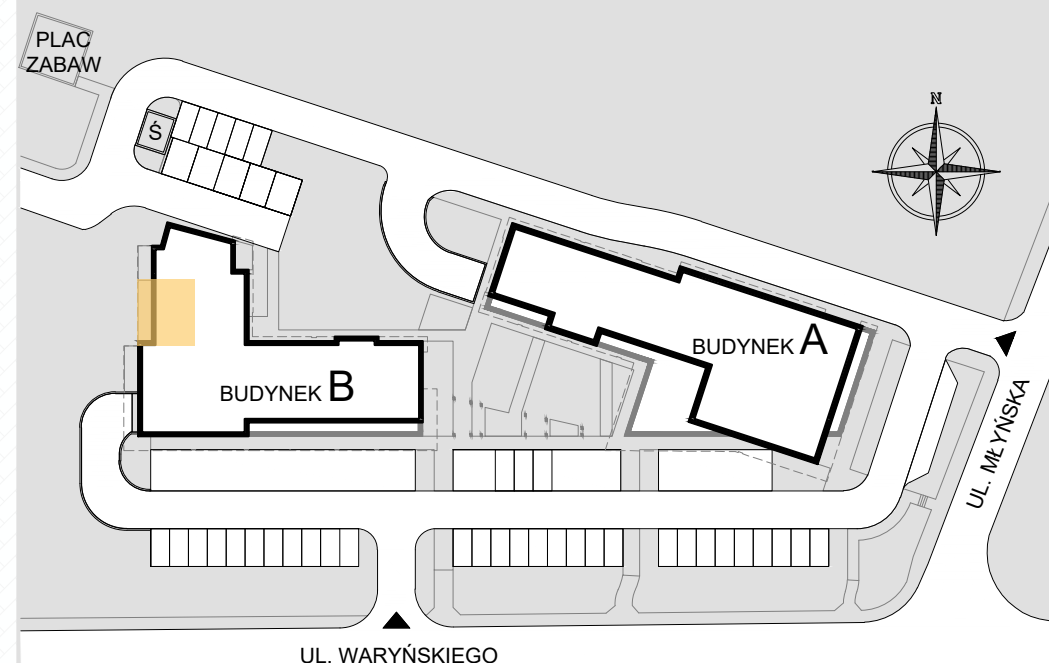 PLAC
ZABAW
Ś
N
BUDYNEK A
BUDYNEK B
UL. MŁYŃSKA
UL. WARYŃSKIEGO